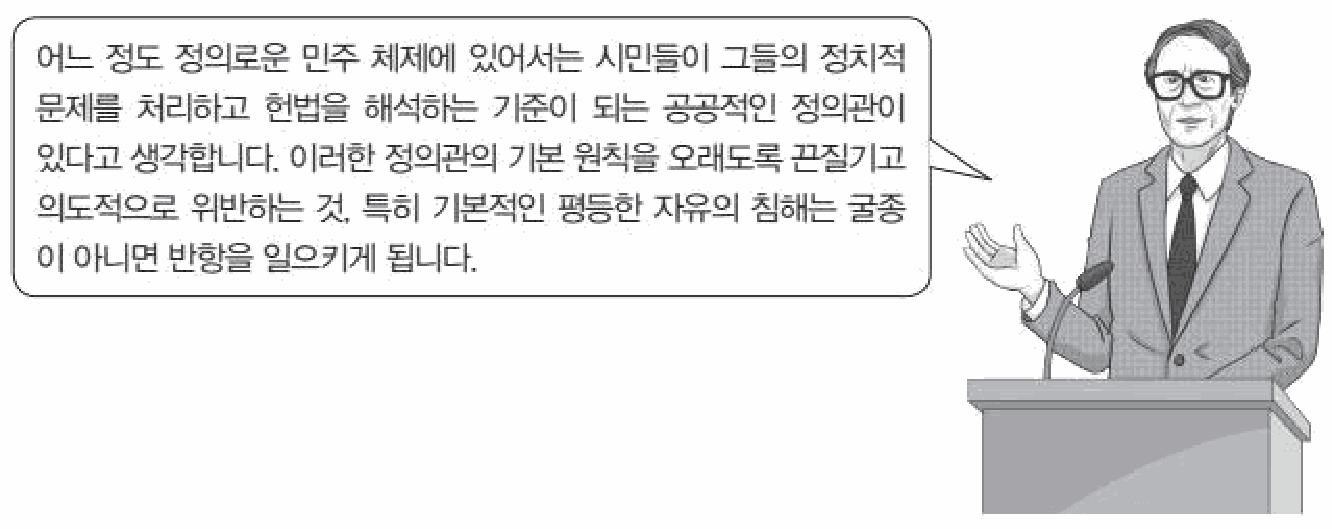 어느 정도 정의로운 민주 체제에 있어서는 시민들이 그들의 정치적
문제를 처리하고 헌법을 해석하는 기준이 되는 공공적인 정의관이
있다고 생각합니다. 이러한 정의관의 기본 원칙을 오래도록 끈질기고
의도적으로 위반하는 것, 특히 기본적인 평등한 자유의 침해는 굴종
이 아니면 반항을 일으키게 됩니다.